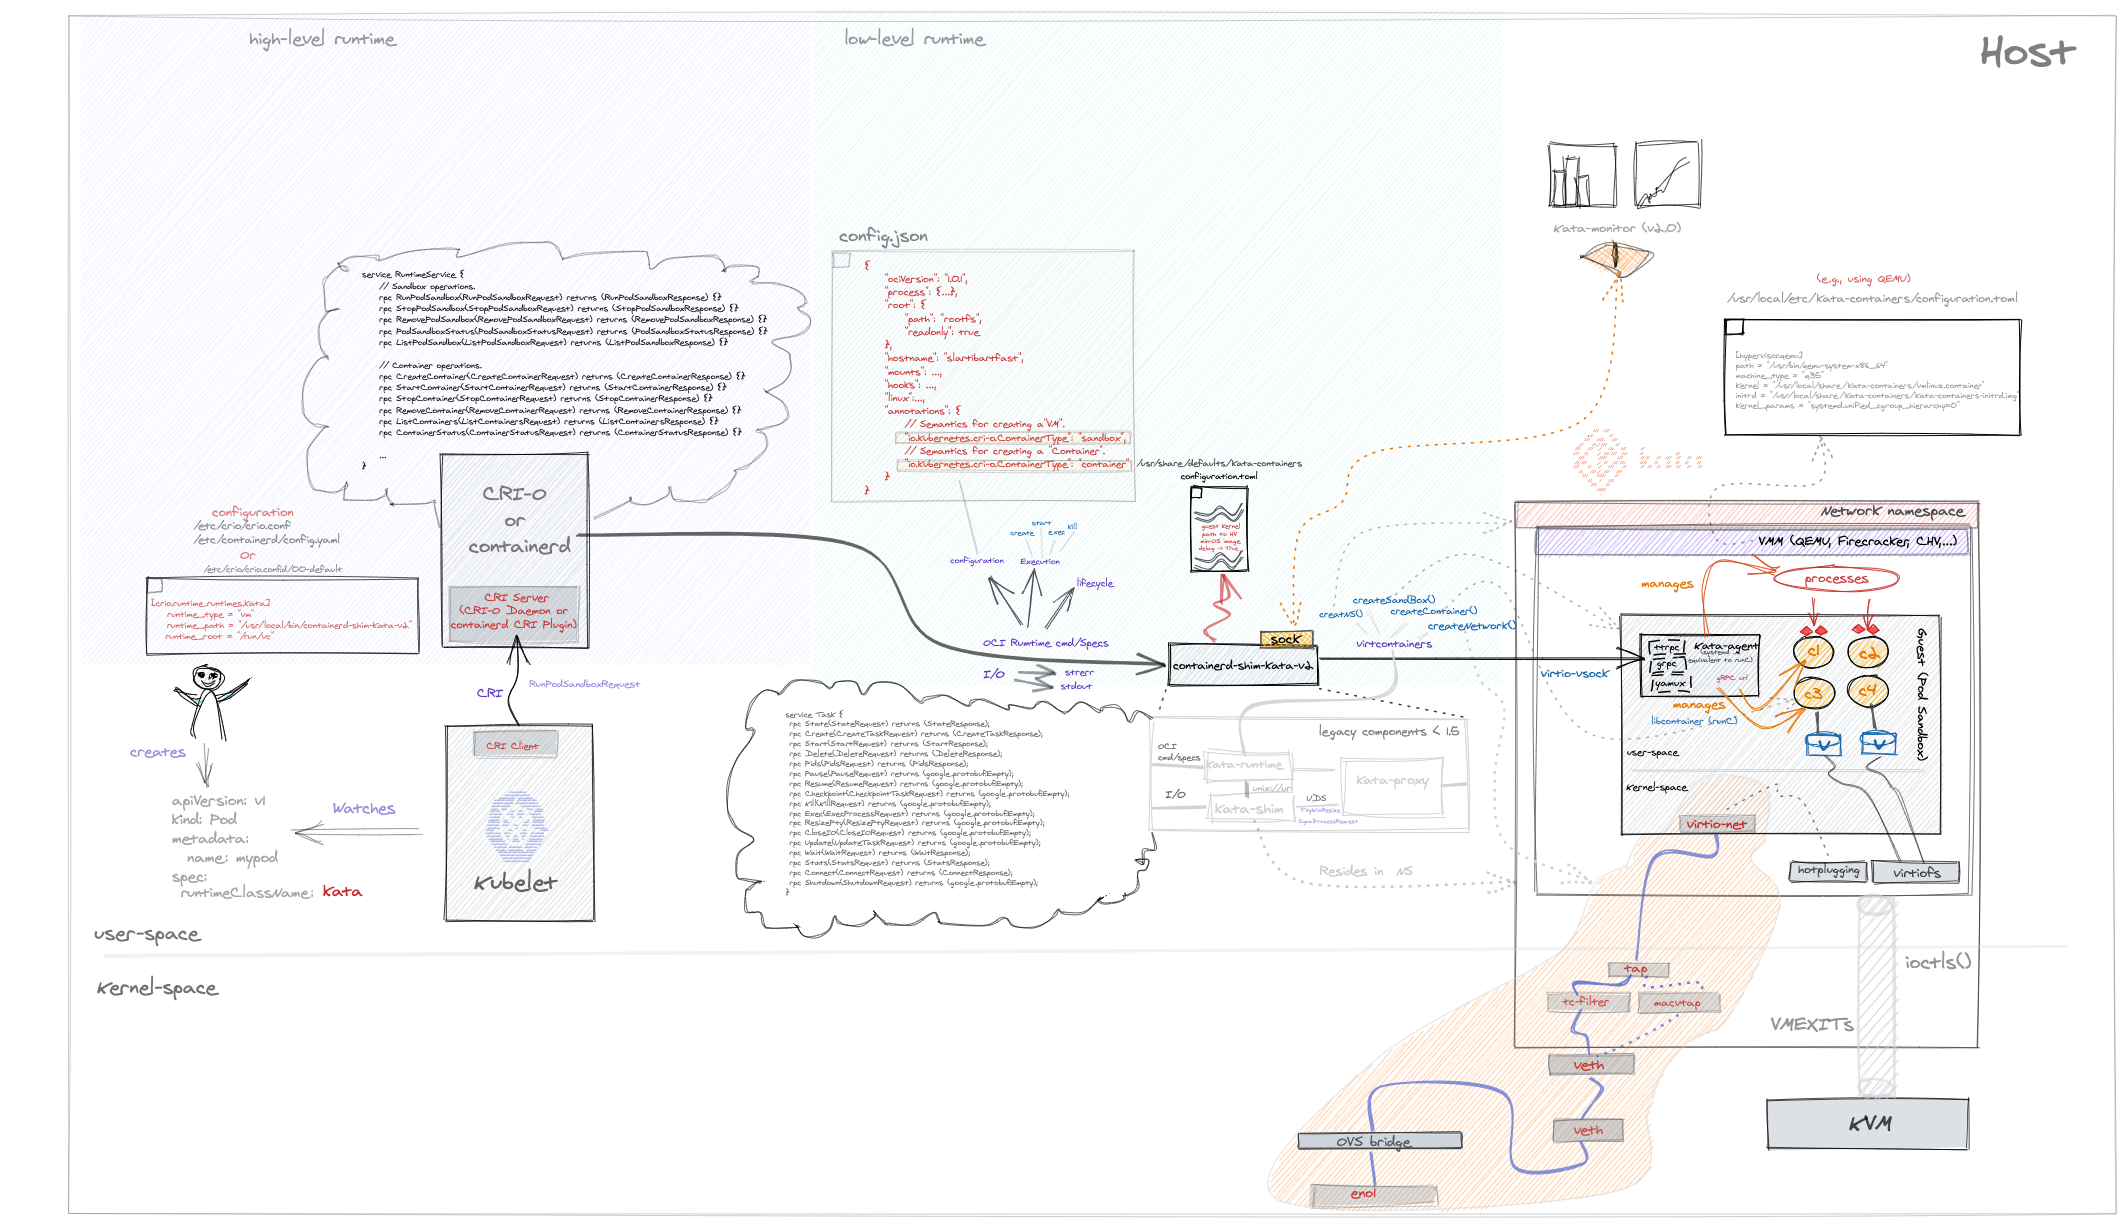 high-level runtime
low-level runtime
Host
service RuntimeService {
// Sandbox operations.
rpc RunPodSandbox(RunPodSandboxRequest) returns (RunPodSandboxResponse) {}
rpc StopPodSandbox(StopPodSandboxRequest) returns (StopPodSandboxResponse) {}
rpc RemovePodSandbox(RemovePodSandboxRequest) returns (RemovePodSandboxResponse) {}
rpc PodSandboxStatus(PodSandboxStatusRequest) returns (PodSandboxStatusResponse) {}
rpc ListPodSandbox(ListPodSandboxRequest) returns (ListPodSandboxResponse) {}
// Container operations.
rpc CreateContainer(CreateContainerRequest) returns (CreateContainerResponse) {}
rpc StartContainer(StartContainerRequest) returns (StartContainerResponse) {}
rpc StopContainer(StopContainerRequest) returns (StopContainerResponse) {}
rpc RemoveContainer(RemoveContainerRequest) returns (RemoveContainerResponse) {}
rpc ListContainers(ListContainersRequest) returns (ListContainersResponse) {}
rpc ContainerStatus(ContainerStatusRequest) returns (ContainerStatusResponse) {}
...
}
CRI-O
or
containerd
CRI Server
(CRI-O Daemon or
containerd CRI Plugin)
configuration
/etc/crio/crio.conf
/etc/containerd/config.yaml
Or
/etc/crio/crio.conf.d/00-default
[crio.runtime.runtimes.kata]
runtime_type = "vm"
runtime_path = "/usr/local/bin/containerd-shim-kata-v2"
runtime_root = "/run/vc"
CRI
RunPodSandboxRequest
CRI Client
Kubelet
creates
Watches
apiVersion: v1
kind: Pod
metadata:
name: mypod
spec:
runtimeClassName: kata
user-space
kernel-space
config.json
{
"ociVersion": "1.0.1",
"process": {...},
"root": {
"path": "rootfs",
"readonly": true
},
"hostname": "slartibartfast",
"mounts": ...,
"hooks": ...,
"linux":...,
"annotations": {
// Semantics for creating a "VM".
"io.kubernetes.cri-o.ContainerType": "sandbox",
// Semantics for creating a "Container".
"io.kubernetes.cri-o.ContainerType": "container"
}
}
create
start
exec
kill
configuration
Execution
lifecycle
OCI Runtime cmd/Specs
I/O
strerr
stdout
/usr/share/defaults/kata-containers
configuration.toml
guest kernel
path to HV
min-OS image
debug -> True
sock
containerd-shim-kata-v2
creatNS()
createSandBox()
createContainer()
createNetwork()
virtcontainers
service Task {
rpc State(StateRequest) returns (StateResponse);
rpc Create(CreateTaskRequest) returns (CreateTaskResponse);
rpc Start(StartRequest) returns (StartResponse);
rpc Delete(DeleteRequest) returns (DeleteResponse);
rpc Pids(PidsRequest) returns (PidsResponse);
rpc Pause(PauseRequest) returns (google.protobuf.Empty);
rpc Resume(ResumeRequest) returns (google.protobuf.Empty);
rpc Checkpoint(CheckpointTaskRequest) returns (google.protobuf.Empty);
rpc Kill(KillRequest) returns (google.protobuf.Empty);
rpc Exec(ExecProcessRequest) returns (google.protobuf.Empty);
rpc ResizePty(ResizePtyRequest) returns (google.protobuf.Empty);
rpc CloseIO(CloseIORequest) returns (google.protobuf.Empty);
rpc Update(UpdateTaskRequest) returns (google.protobuf.Empty);
rpc Wait(WaitRequest) returns (WaitResponse);
rpc Stats(StatsRequest) returns (StatsResponse);
rpc Connect(ConnectRequest) returns (ConnectResponse);
rpc Shutdown(ShutdownRequest) returns (google.protobuf.Empty);
}
legacy components < 1.5
OCI
cmd/specs
I/O
kata-runtime
unix://url
kata-shim
UDS
TtyWinResize
SignalProcessRequest
kata-proxy
Resides in NS
kata-monitor (v2.0)
(e.g., using QEMU)
/usr/local/etc/kata-containers/configuration.toml
[hypervisor.qemu]
path = "/usr/bin/qemu-system-x86_64"
machine_type = "q35"
kernel = "/usr/local/share/kata-containers/vmlinuz.container"
initrd = "/usr/local/share/kata-containers/kata-containers-initrd.img
kernel_params = "systemd.unified_cgroup_hierarchy=0"
Network namespace
VMM (QEMU, Firecracker, CHV,...)
manages
processes
ttrpc
grpc
yamux
kata-agent
equivalent to runC)
gRPC url
virtio-vsock
manages
libcontainer (runC)
c1
c2
c3
c4
V
V
Guest (Pod Sandbox)
user-space
kernel-space
virtio-net
hotplugging
virtiofs
ioctls()
VMEXITs
KVM
tap
tc-filter
macvtap
veth
veth
OVS bridge
eno1